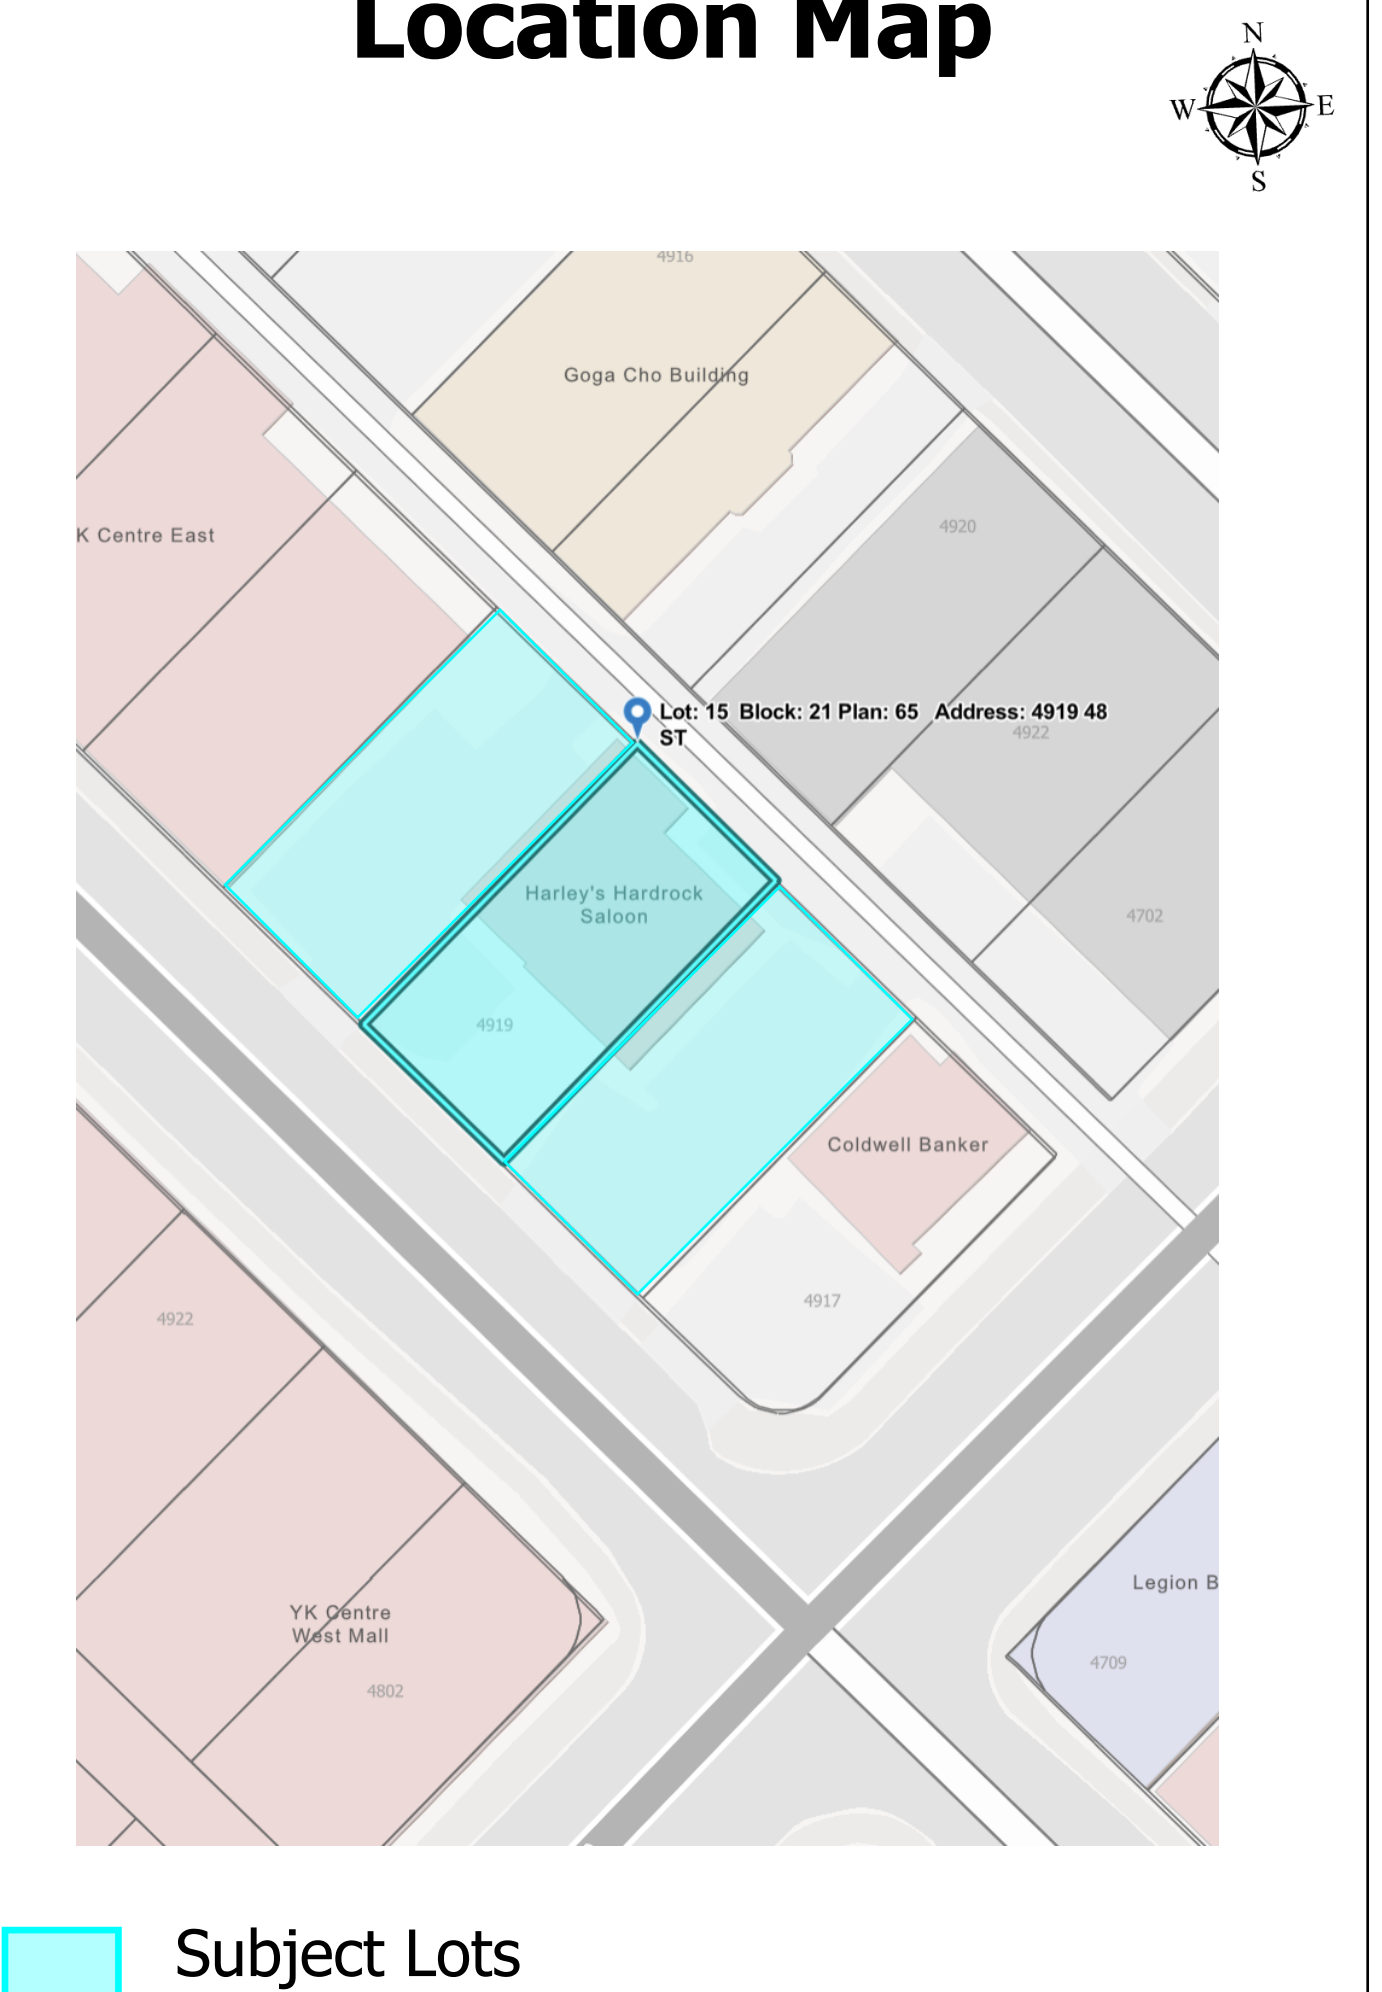 Location Map
N
W E
S
4916
Goga Cho Building
4920
K Centre East
Lot: 15 Block: 21 Plan: 65 Address: 4919 48
ST
4922
Harley's Hardrock
Saloon
4702
4919
Coldwell Banker
4917
4922
Legion B
YK Centre
West Mall
4709
4802
Subject Lots